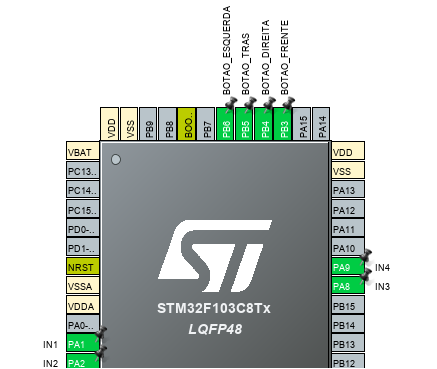 BOTAO_ESQUERDA
BOTAO_TRAS
BOTAO_DIREITA
BOTAO_FRENTE
VDD
VSS
PB9
PB8
BOO..
PB7
PB6
PB5
PB4
PB3
PA15
PA14
VBAT
PC13..
PC14..
PC15..
PD0-..
PD1-..
NRST
VSSA
VDDA
PA0-..
IN1 PA1
IN2 PA2
VDD
VSS
PA13
PA12
PA11
PA10
PA9 IN4
PA8 IN3
PB15
PB14
PB13
PB12
ST
STM32F103C8Tx
LQFP48